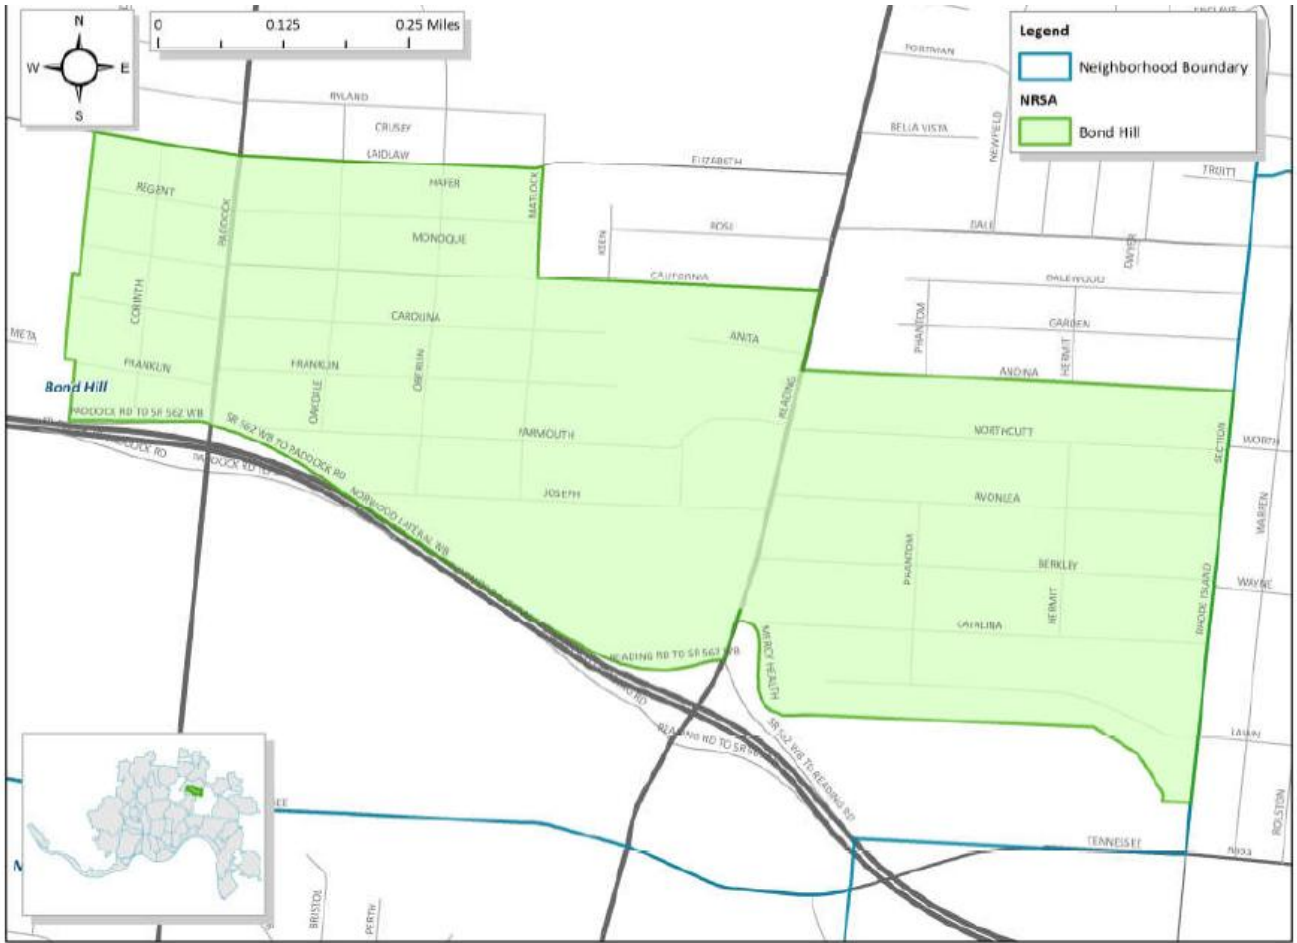 N
W E
S
0 0.125 0.25 Miles
Legend
Neighborhood Boundary
NRSA
Bond Hill
PORTMAN
BELLA VISTA
NEWFIELD
TRUITT
RYLAND
CRUSEY
LAIDLAW
ELIZABETH
HAFER
MATLOCK
REGENT
PADDOCK
MONOQUE
KEEN
ROSE
DALE
DWYER
CALIFORNIA
DALEWOOD
CORINTH
CAROLINA
ANITA
PHANTOM
GARDEN
HERMIT
META
FRANKLIN
FRANKLIN
OAKDALE
OBERLIN
ANDINA
Bond Hill
READING
PADDOCK RD TO SR 562 WB
SR 562 WB TO PADDOCK RD
YARMOUTH
NORTHCUTT
SECTION
WORTH
NORWOOD LATERAL WB
JOSEPH
AVONLEA
WARREN
PHANTOM
BERKLEY
HERMIT
RHODE ISLAND
WAYNE
CATALINA
READING RD TO SR 562 WB
MERCY HEALTH
READING RD TO SR 562
SR 562 WB TO READING RD
LAWN
ROLSTON
TENNESSEE
BRISTOL
PERTH